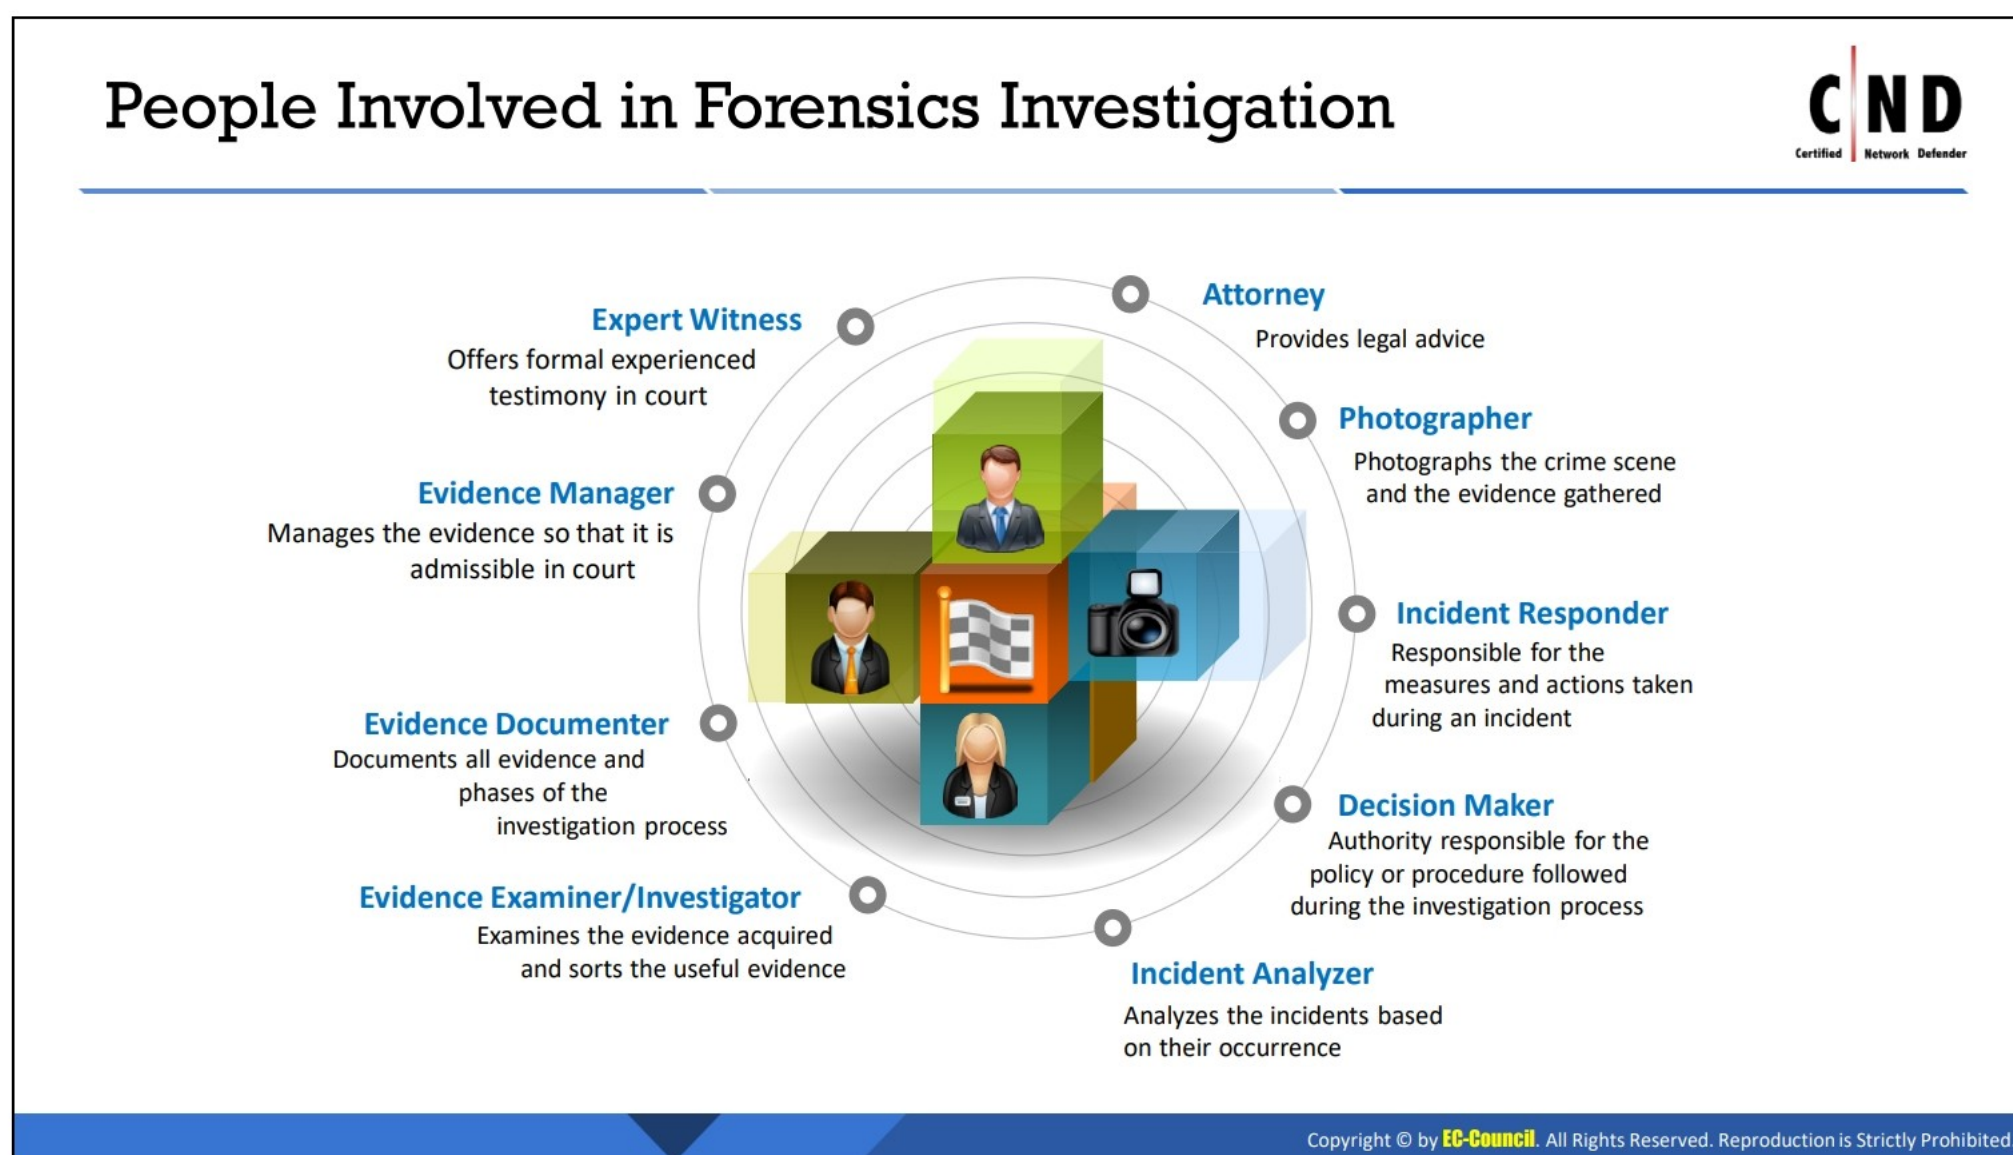 People Involved in Forensics Investigation
C ND
Certified Network Defender
Expert Witness
Offers formal experienced
testimony in court
Evidence Manager
Manages the evidence so that it is
admissible in court
Evidence Documenter
Documents all evidence and
phases of the
investigation process
Evidence Examiner/Investigator
Examines the evidence acquired
and sorts the useful evidence
Attorney
Provides legal advice
Photographer
Photographs the crime scene
and the evidence gathered
Incident Responder
Responsible for the
measures and actions taken
during an incident
Decision Maker
Authority responsible for the
policy or procedure followed
during the investigation process
Incident Analyzer
Analyzes the incidents based
on their occurrence
Copyright © by EC-Council. All Rights Reserved. Reproduction is Strictly Prohibited.